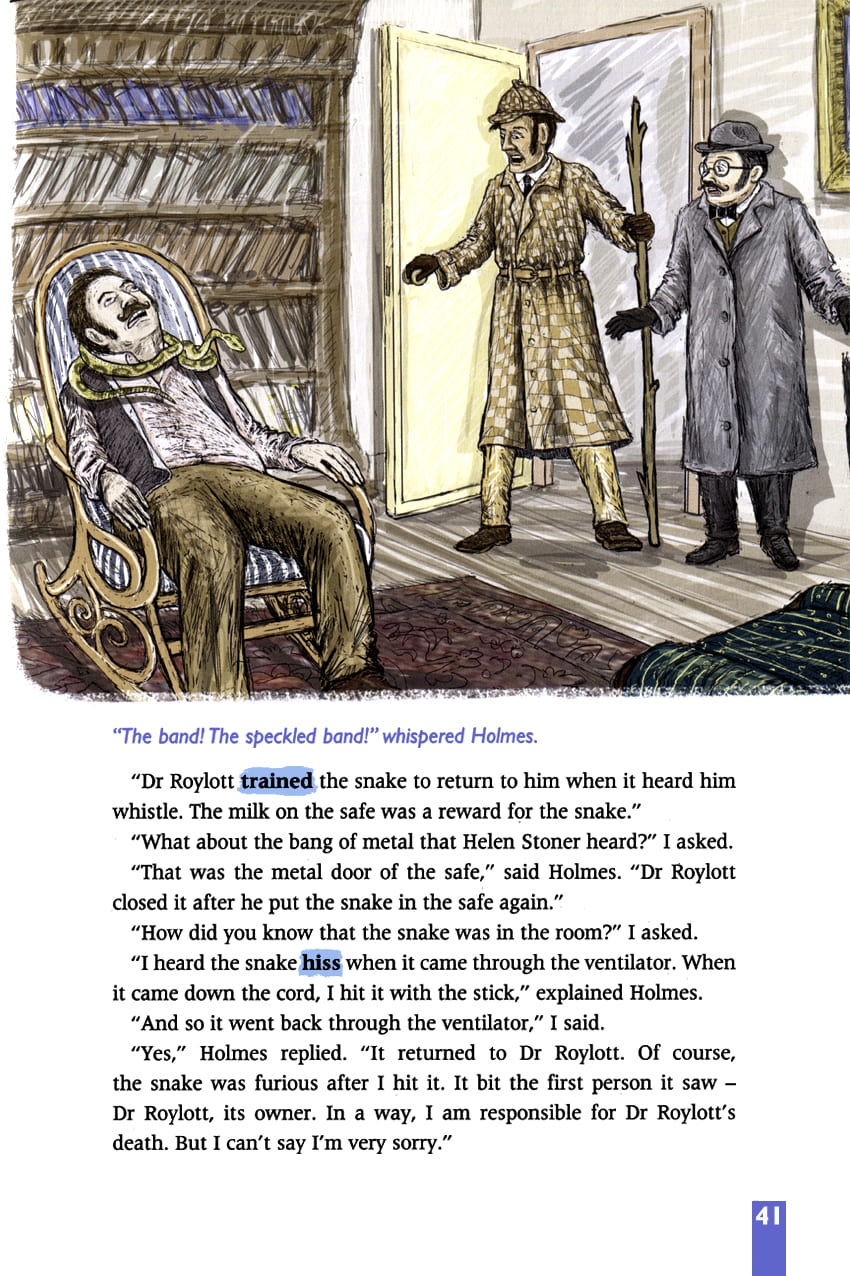 “The band! The speckled band!” whispered Holmes.
“Dr Roylott trained the snake to return to him when it heard him
whistle. The milk on the safe was a reward for the snake.”
“What about the bang of metal that Helen Stoner heard?” I asked.
“That was the metal door of the safe,” said Holmes. “Dr Roylott
closed it after he put the snake in the safe again.”
“How did you know that the snake was in the room?” I asked.
“I heard the snake hiss when it came through the ventilator. When
it came down the cord, I hit it with the stick,” explained Holmes.
“And so it went back through the ventilator,” I said.
“Yes,” Holmes replied. “It returned to Dr Roylott. Of course,
the snake was furious after I hit it. It bit the first person it saw –
Dr Roylott, its owner. In a way, I am responsible for Dr Roylott’s
death. But I can’t say I’m very sorry.”
41